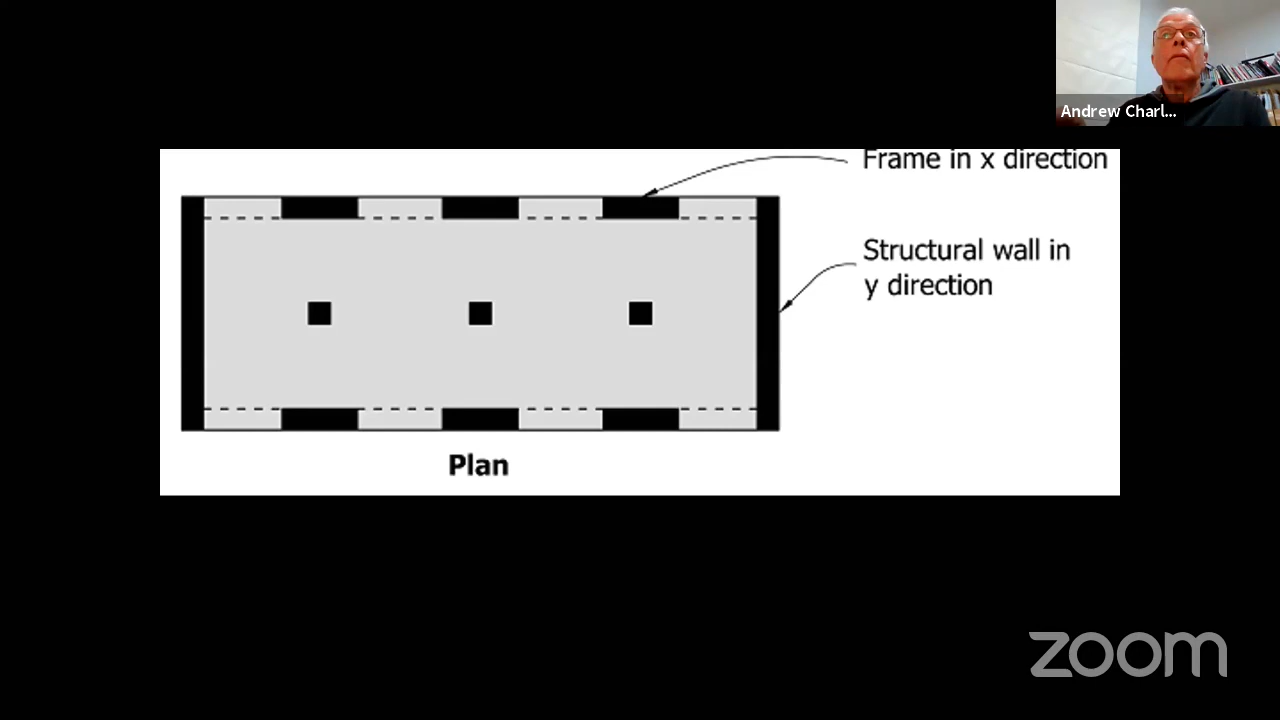 Andrew Charl...
Frame in x direction
Structural wall in
y direction
Plan
zoom